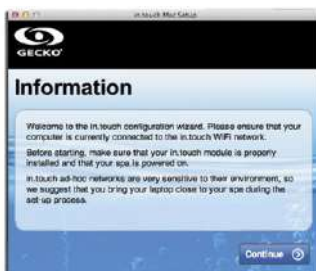 in.touch Mac Setup
GECKO
Information
Welcome to the in.touch configuration wizard. Please ensure that your
computer is currently connected to the in.touch WiFi network.
Before starting, make sure that your in.touch module is properly
installed and that your spa is powered on.
in.touch ad-hoc networks are very sensitive to their environment, so
we suggest that you bring your laptop close to your spa during the
set-up process.
Continue